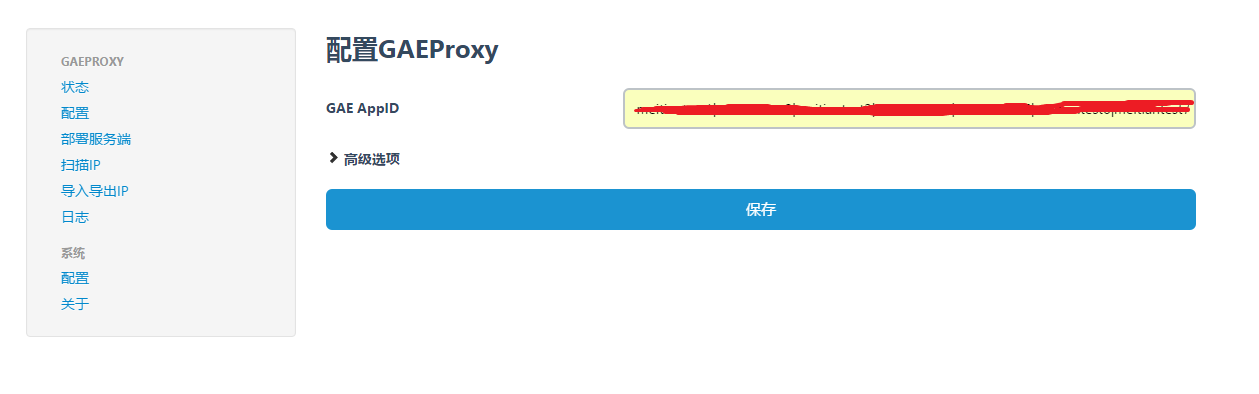 GAEPROXY
状态
配置
部署服务端
扫描IP
导入导出IP
日志
系统
配置
关于
配置GAEProxy
GAE AppID
高级选项
保存